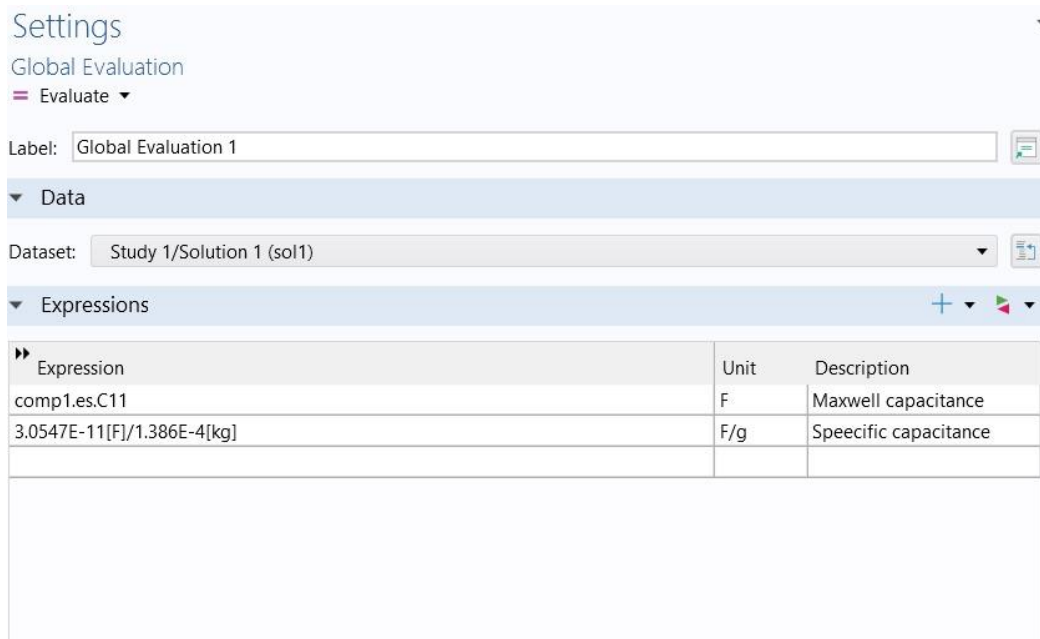 Settings
Global Evaluation
= Evaluate
Label: Global Evaluation 1
Data
Dataset: Study 1/Solution 1 (sol1)
Expressions
Expression Unit Description
comp1.es.C11 F Maxwell capacitance
3.0547E-11[F]/1.386E-4[kg] F/g Speecific capacitance